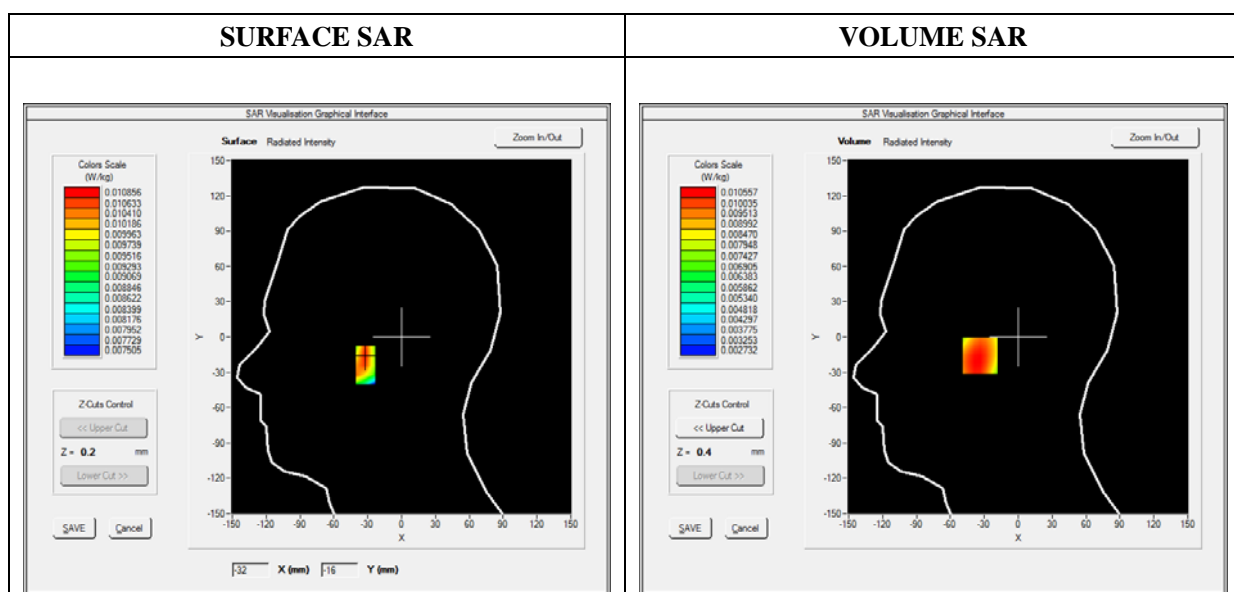 SURFACE SAR
VOLUME SAR
SAR Visualisation Graphical Interface
Surface Radiated Intensity
Zoom In/Out
Colors Scale
(W/kg)
0.010856
0.010633
0.010410
0.010186
0.009963
0.009739
0.009516
0.009293
0.009069
0.008846
0.008622
0.008399
0.008176
0.007952
0.007729
0.007505
Z-Cuts Control
<< Upper Cut
Z = 0.2 mm
Lower Cut >>
SAVE Cancel
150
120
90
60
30
0
-30
-60
-90
-120
-150
Y
-150 -120 -90 -60 -30 0 30 60 90 120 150
X
-32 X (mm) -16 Y (mm)
SAR Visualisation Graphical Interface
Volume Radiated Intensity
Zoom In/Out
Colors Scale
(W/kg)
0.010557
0.010035
0.009513
0.008992
0.008470
0.007948
0.007427
0.006905
0.006383
0.005862
0.005340
0.004818
0.004297
0.003775
0.003253
0.002732
Z-Cuts Control
<< Upper Cut
Z = 0.4 mm
Lower Cut >>
SAVE Cancel
150
120
90
60
30
0
-30
-60
-90
-120
-150
Y
-150 -120 -90 -60 -30 0 30 60 90 120 150
X